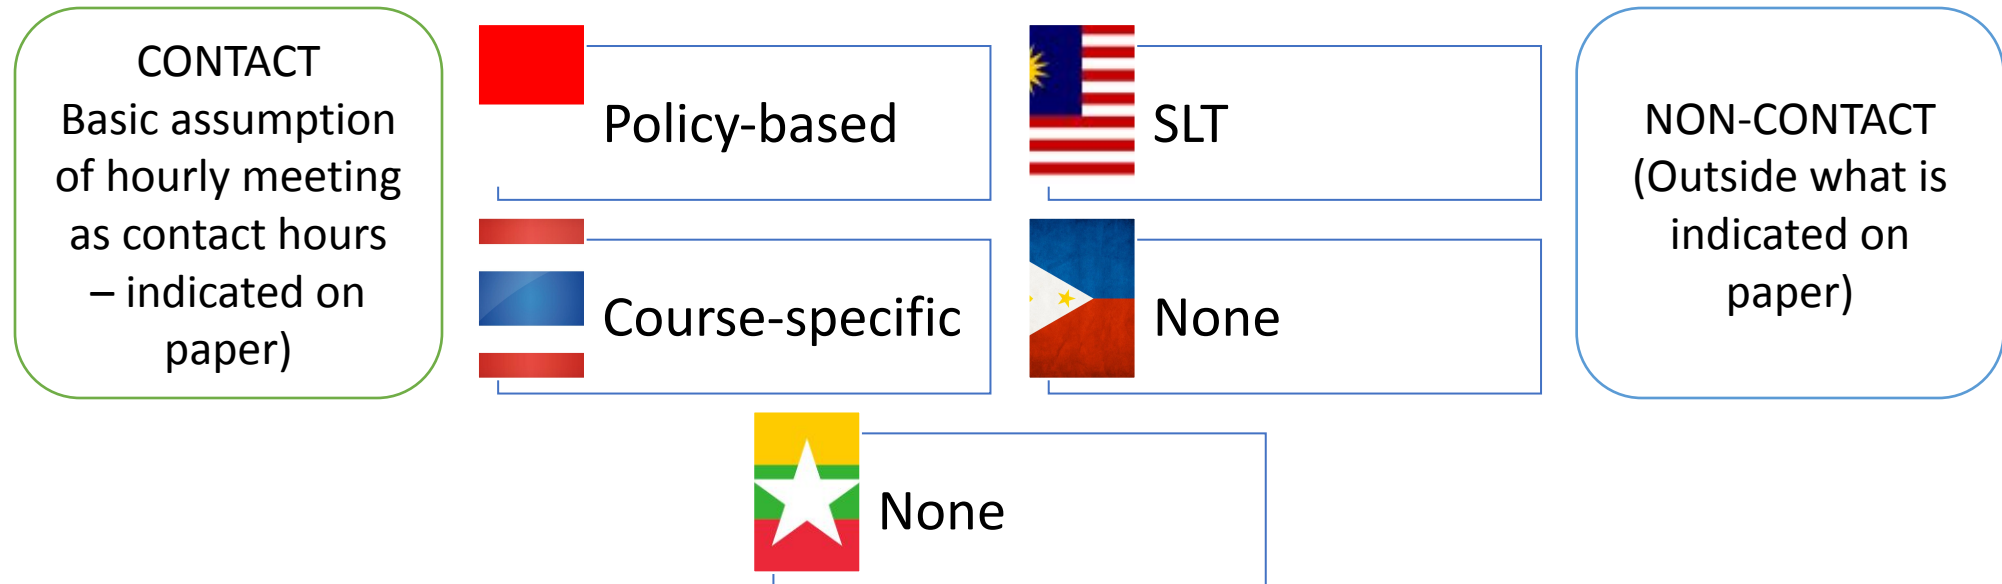 CONTACT
Basic assumption
of hourly meeting
as contact hours
– indicated on
paper)
Policy-based
SLT
Course-specific
None
None
NON-CONTACT
(Outside what is
indicated on
paper)